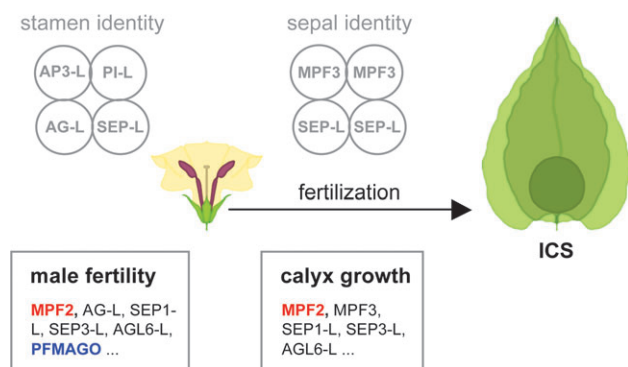 stamen identity
AP3-L PI-L
AG-L SEP-L
sepal identity
MPF3 MPF3
SEP-L SEP-L
fertilization
ICS
male fertility
MPF2, AG-L, SEP1-
L, SEP3-L, AGL6-L,
PFMAGO ...
calyx growth
MPF2, MPF3,
SEP1-L, SEP3-L,
AGL6-L ...